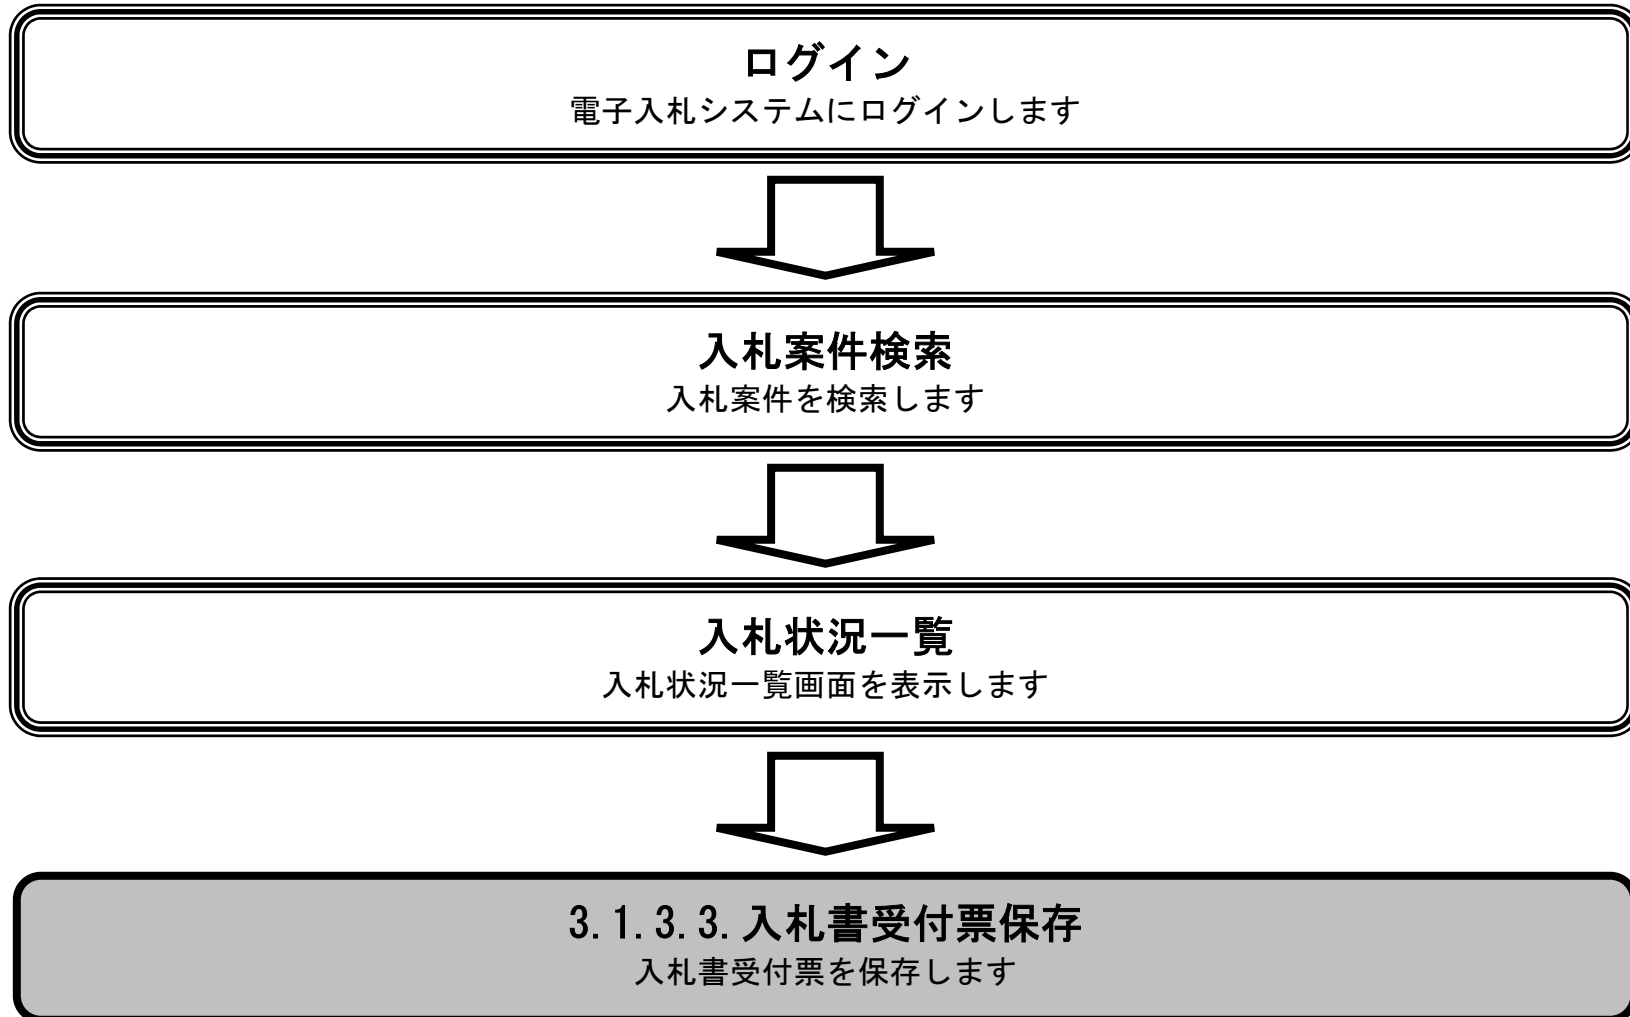 ログイン
電子入札システムにログインします
入札案件検索
入札案件を検索します
入札状況一覧
入札状況一覧画面を表示します
3.1.3.3.入札書受付票保存
入札書受付票を保存します